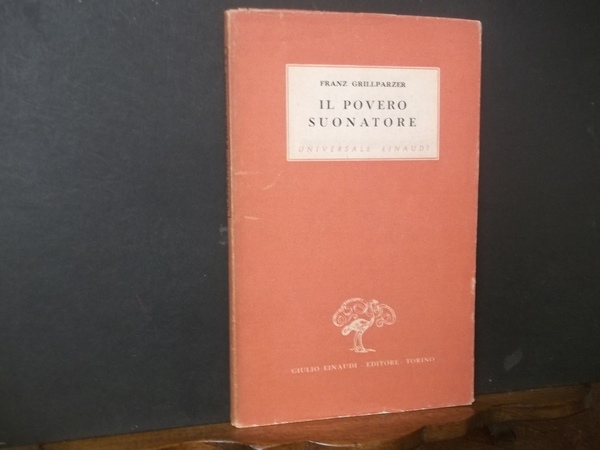 FRANZ GRILLPARZER
IL POVERO
SUONATORE
UNIVERSALE EINAUDI
GIULIO EINAUDI - EDITORE - TORINO